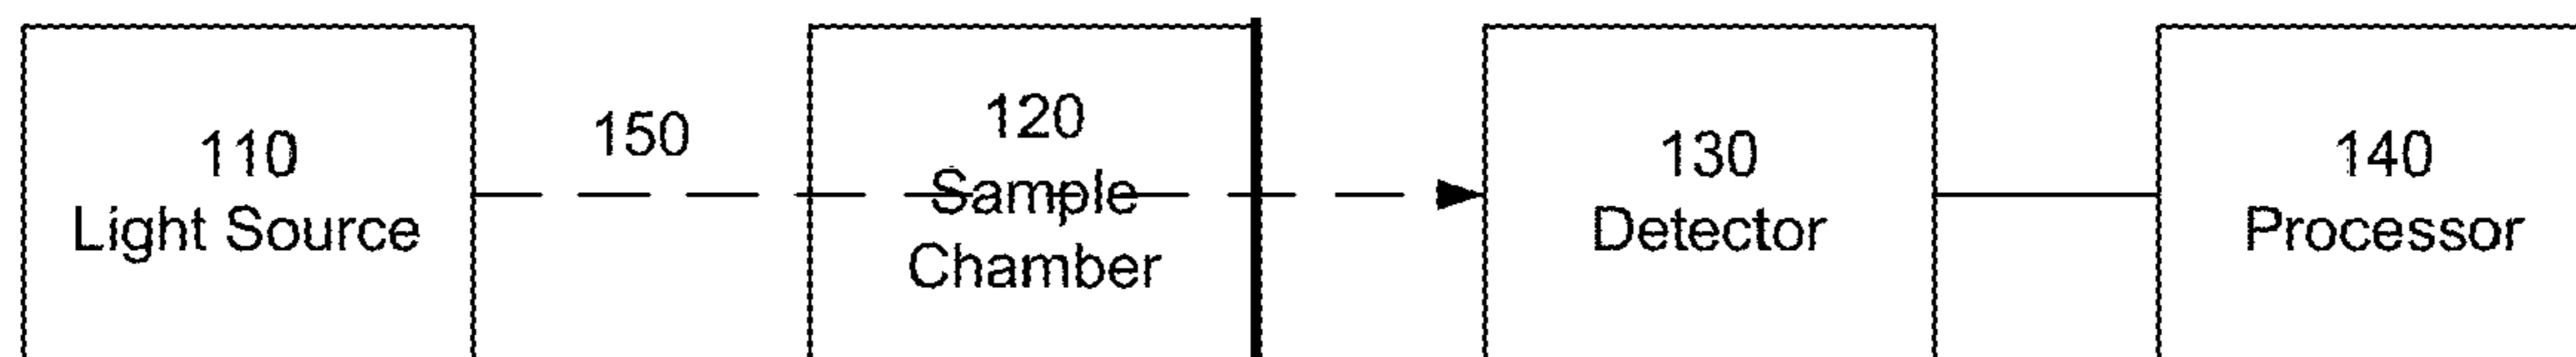 110
Light Source
150
120
Sample
Chamber
130
Detector
140
Processor